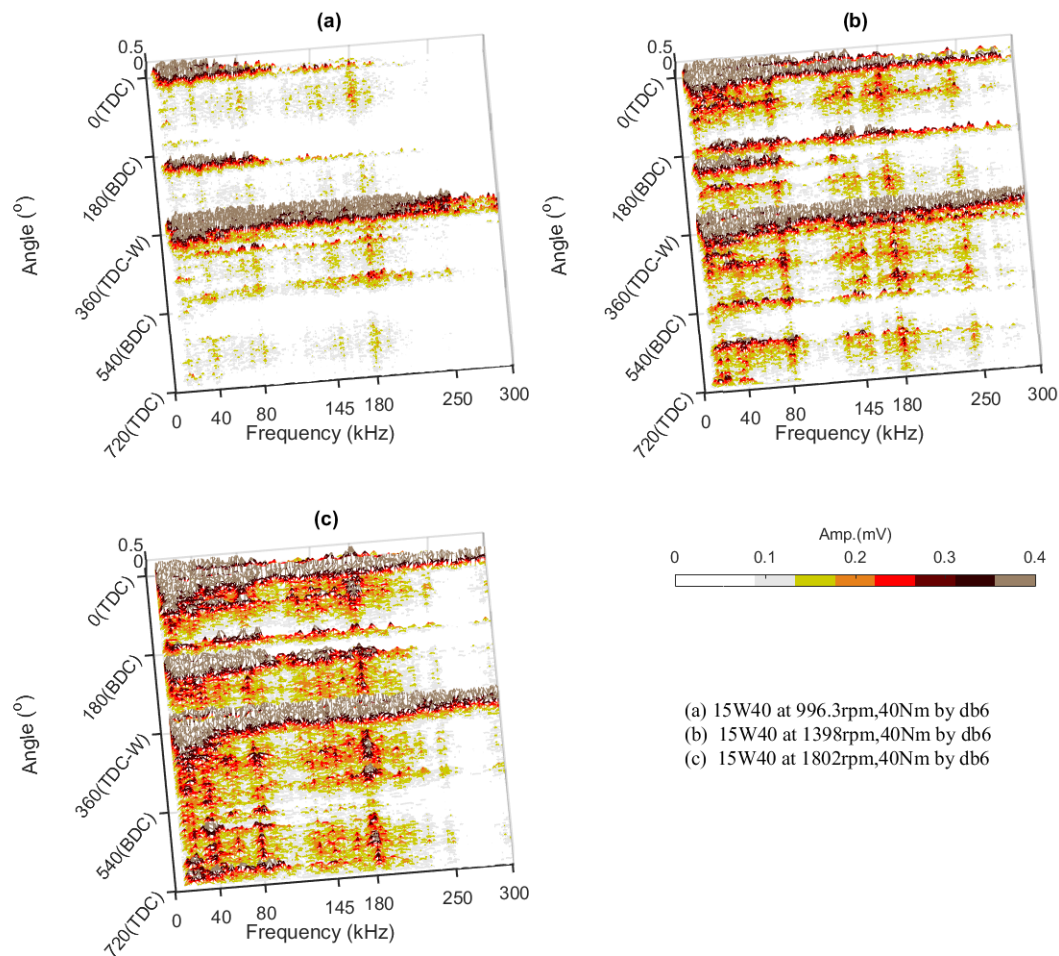 (a)
0.5
0
0(TDC)
180(BDC)
360(TDC-W)
540(BDC)
720(TDC)
Angle (°)
0 40 80 145 180 250 300
Frequency (kHz)
(b)
0.5
0
0(TDC)
180(BDC)
360(TDC-W)
540(BDC)
720(TDC)
Angle (°)
0 40 80 145 180 250 300
Frequency (kHz)
(c)
0.5
0
0(TDC)
180(BDC)
360(TDC-W)
540(BDC)
720(TDC)
Angle (°)
0 40 80 145 180 250 300
Frequency (kHz)
Amp.(mV)
0 0.1 0.2 0.3 0.4
(a) 15W40 at 996.3rpm,40Nm by db6
(b) 15W40 at 1398rpm,40Nm by db6
(c) 15W40 at 1802rpm,40Nm by db6